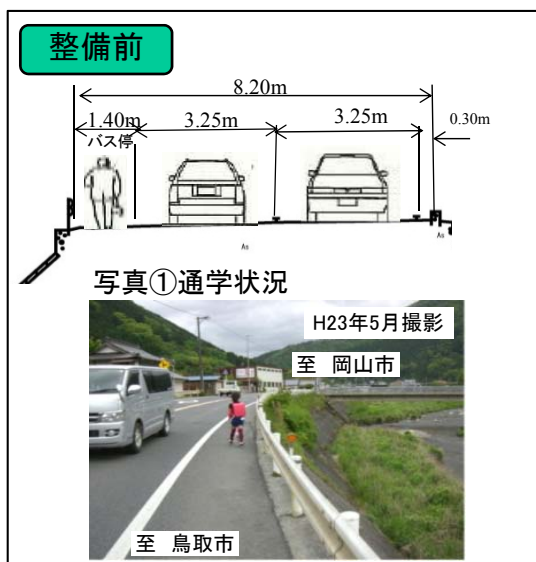 整備前
8.20m
1.40m
3.25m
3.25m
0.30m
バス停
As
As
写真①通学状況
H23年5月撮影
至 岡山市
至 鳥取市